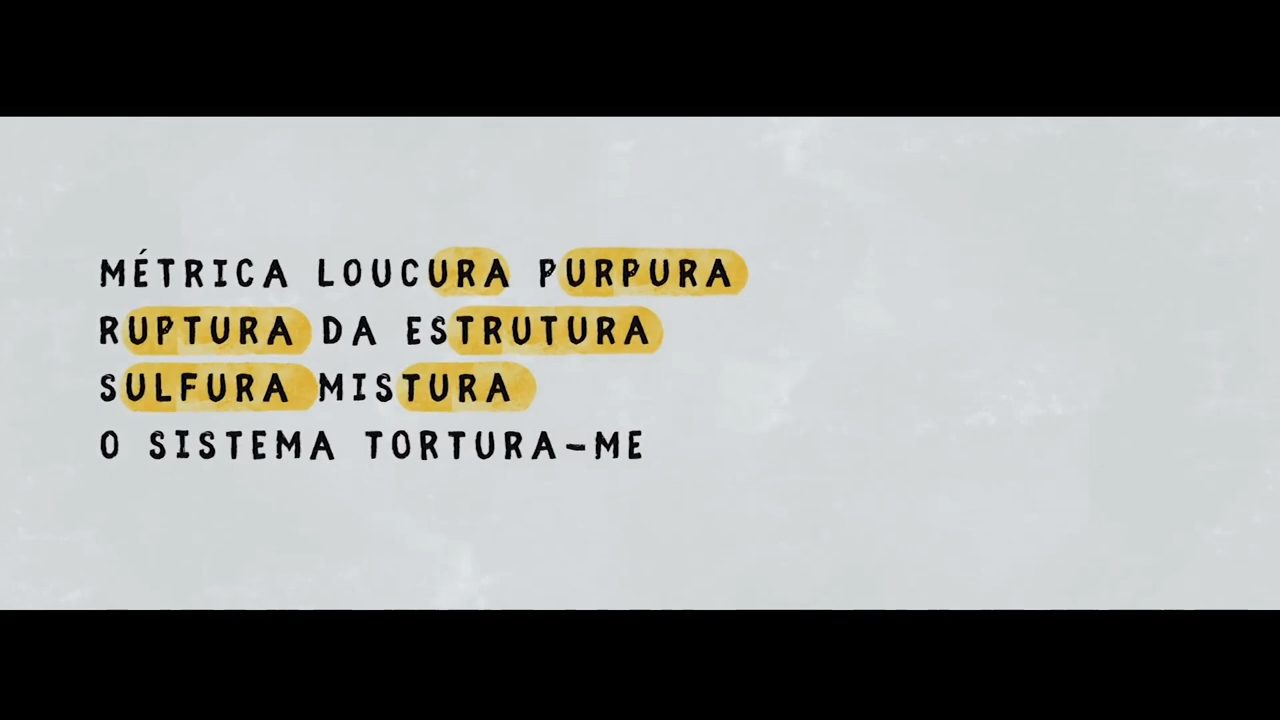 MÉTRICA LOUCURA PURPURA
RUPTURA DA ESTRUTURA
SULFURA MISTURA
O SISTEMA TORTURA-ME